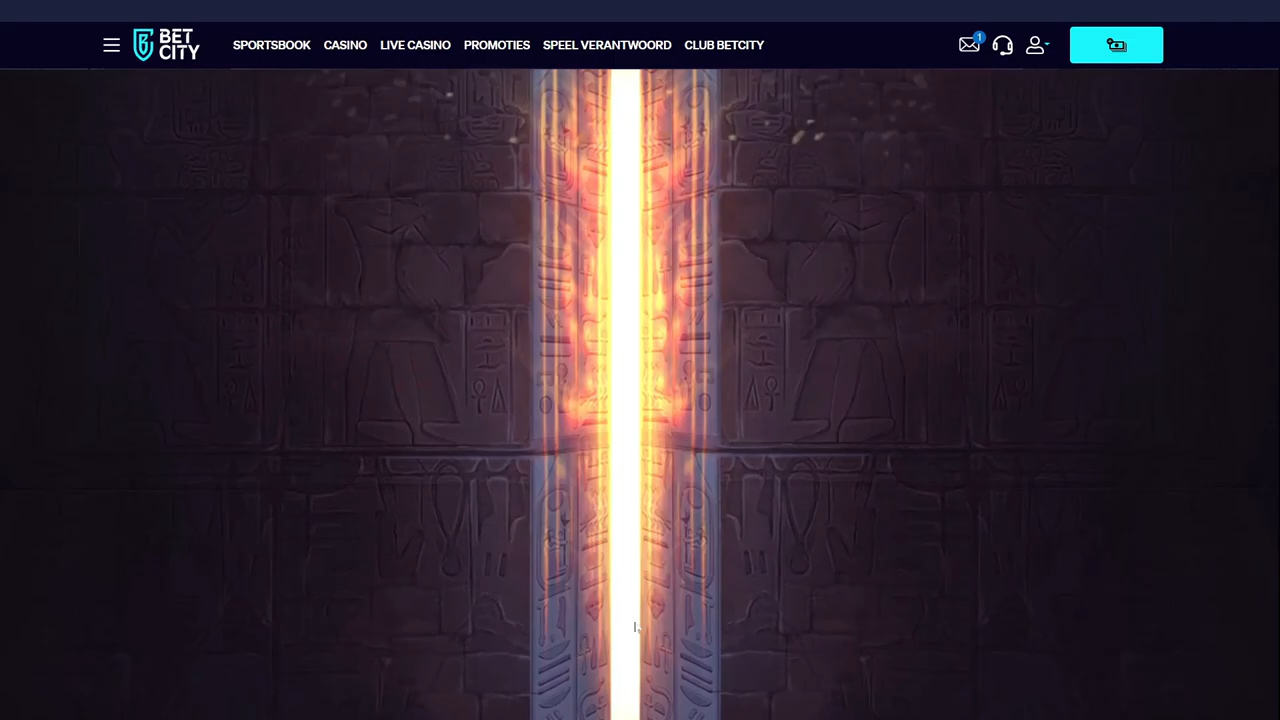 BET
CITY
SPORTSBOOK CASINO LIVE CASINO PROMOTIES SPEEL VERANTWOORD CLUB BETCITY
1